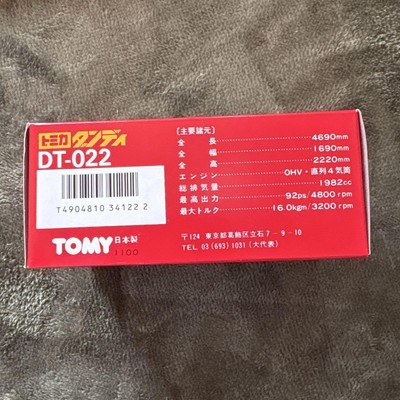 トミカダンディ
DT-022
T4904810 34122 2
TOMY日本製
1100
〔主要諸元〕
全長 4690mm
全幅 1690mm
全高 2220mm
エンジン OHV・直列4気筒
総排気量 1982cc
最高出力 92ps/4800rpm
最大トルク 16.0kgm/3200rpm
〒124 東京都葛飾区立石7-9-10
TEL 03(693)1031(大代表)